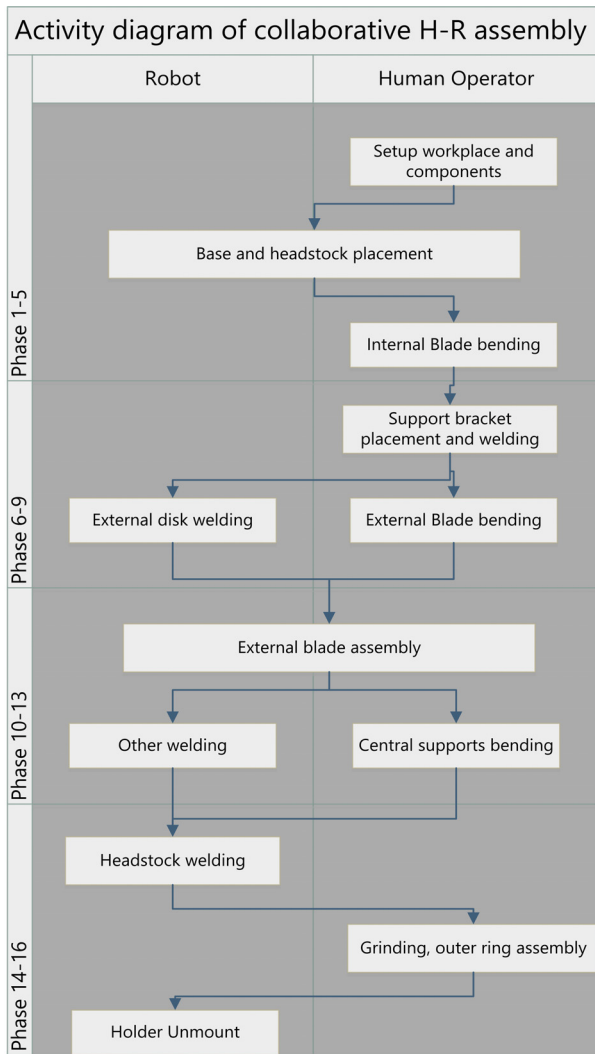 Activity diagram of collaborative H-R assembly
Robot
Human Operator
Phase 1-5
Setup workplace and
components
Base and headstock placement
Internal Blade bending
Phase 6-9
Support bracket
placement and welding
External disk welding
External Blade bending
Phase 10-13
External blade assembly
Other welding
Central supports bending
Phase 14-16
Headstock welding
Grinding, outer ring assembly
Holder Unmount